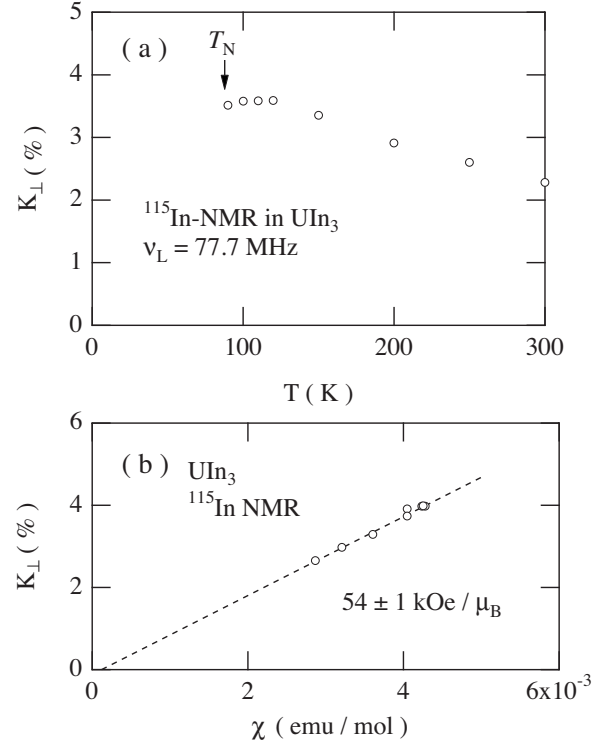 5
( a )
T_N
4
3
K⊥ ( % )
2
¹¹⁵In-NMR in UIn₃
ν_L = 77.7 MHz
1
0
0 100 200 300
T ( K )
6
( b )
UIn₃
¹¹⁵In NMR
4
K⊥ ( % )
2
54 ± 1 kOe / μ_B
0
0 2 4 6x10⁻³
χ ( emu / mol )